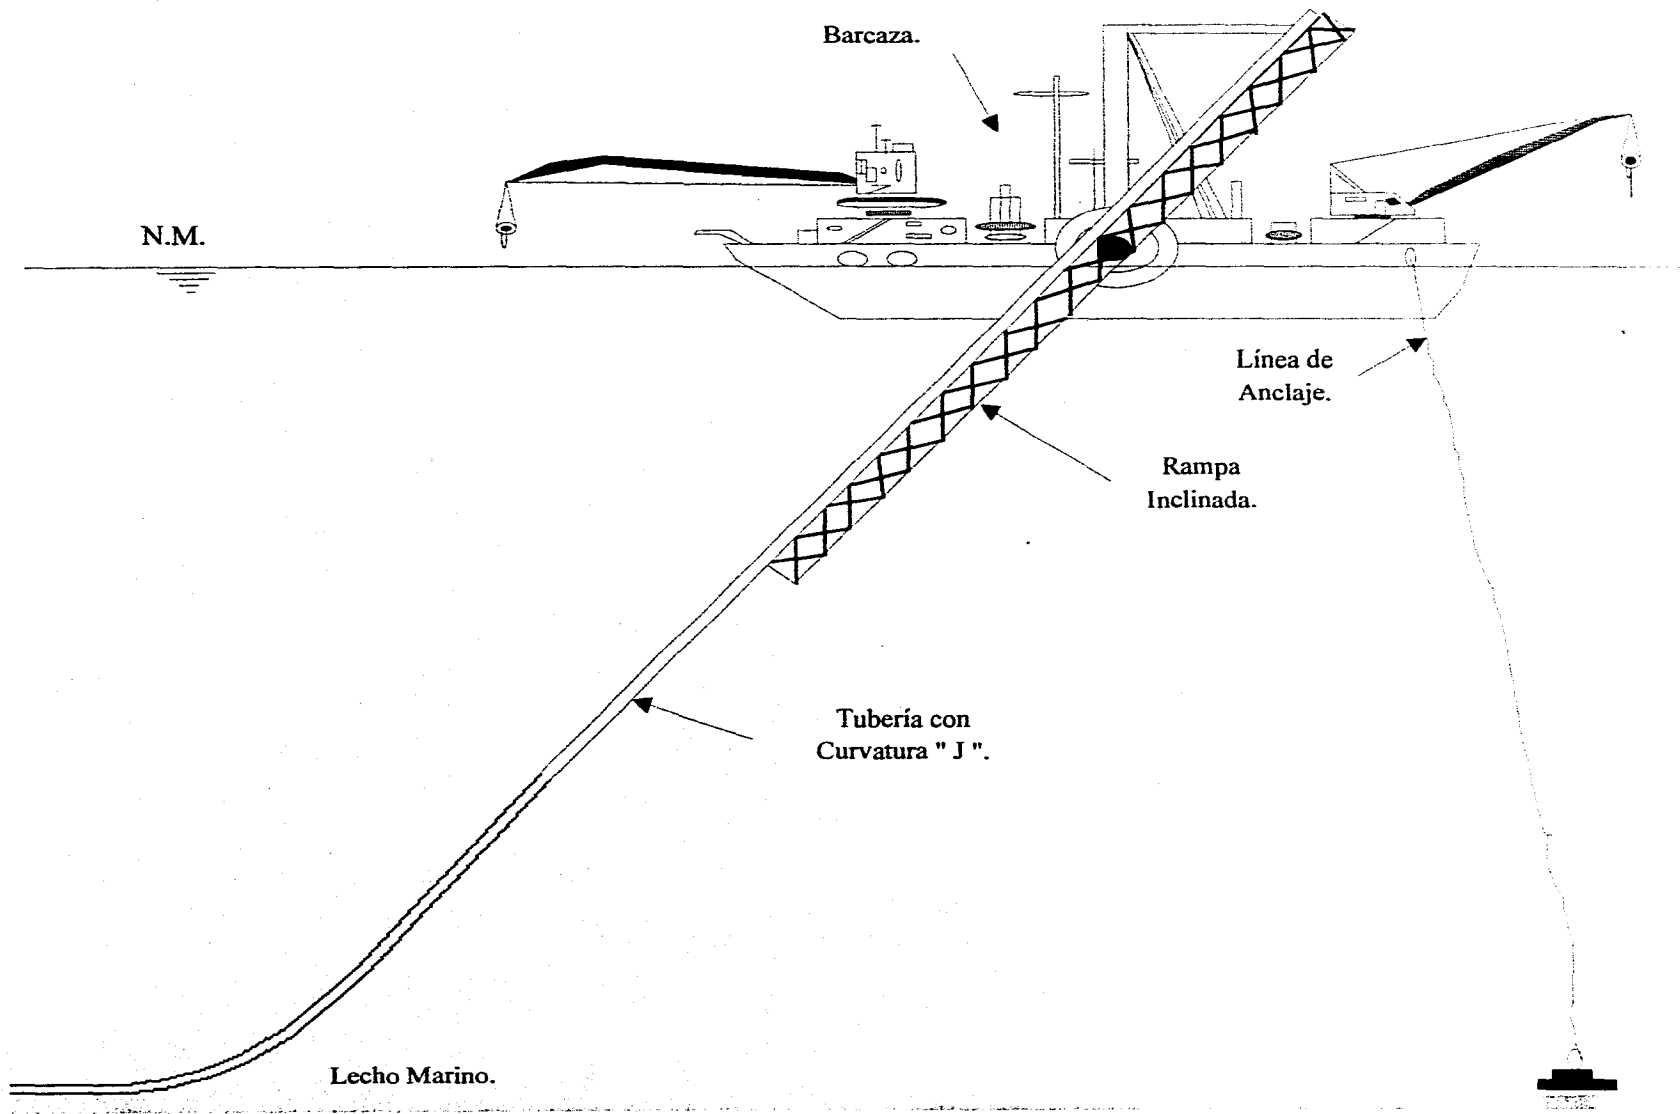 Barcaza.
N.M.
Línea de
Anclaje.
Rampa
Inclinada.
Tubería con
Curvatura " J ".
Lecho Marino.